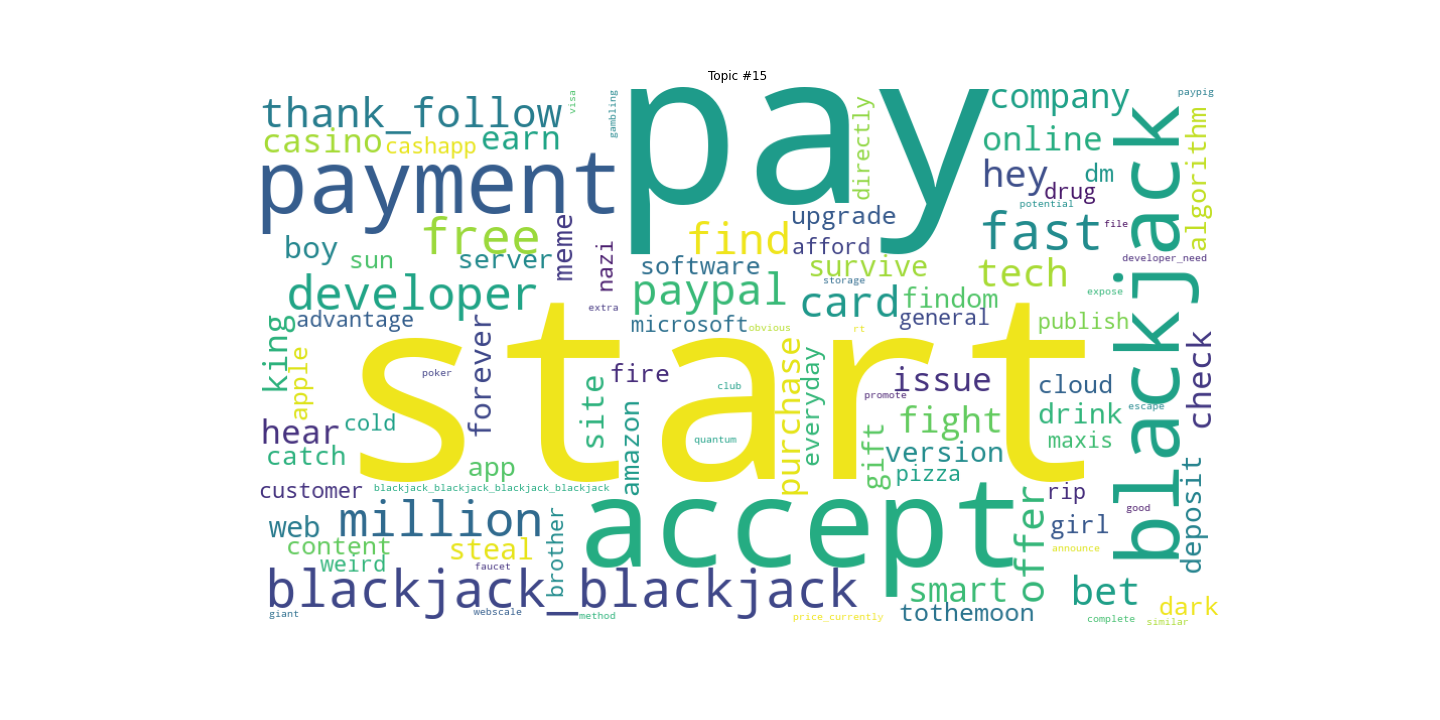 Topic #15
thank_follow
visa
gambling
pay
directly
company
paypig
casino
cashapp
earn
online
blackjack
algorithm
payment
hey
dm
drug
potential
free
meme
find
upgrade
afford
fast
file
boy
sun
server
nazi
software
survive
tech
developer_need
developer
extra
paypal
storage
card
findom
expose
king
advantage
forever
microsoft
obvious
rt
general
publish
apple
start
purchase
everyday
check
poker
site
fire
club
promote
issue
cloud
hear
cold
amazon
quantum
gift
fight
drink
escape
catch
app
version
maxis
customer
blackjack_blackjack_blackjack_blackjack
pizza
rip
deposit
web
million
accept
offer
girl
good
content
steal
brother
announce
weird
faucet
blackjack_blackjack
smart
bet
dark
giant
webscale
method
price_currently
tothemoon
complete
similar